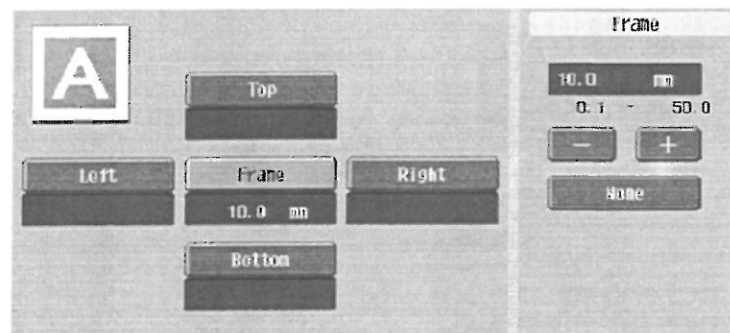 Frame
A
Top
10.0 mm
0.1 - 50.0
Left
Frame
Right
- +
10.0 mm
None
Bottom